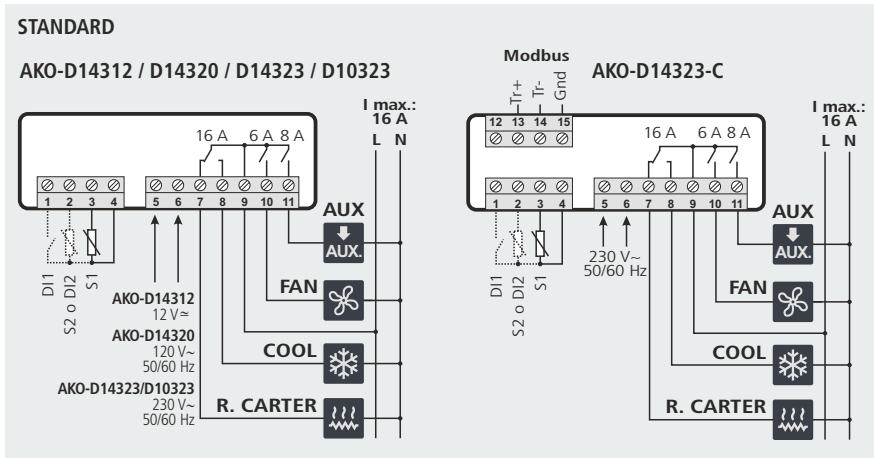 STANDARD
AKO-D14312 / D14320 / D14323 / D10323
I max.:
16 A
L N
16 A 6 A 8 A
1 2 3 4 5 6 7 8 9 10 11
DI1
S2 o DI2
S1
AKO-D14312
12 V≃
AKO-D14320
120 V~
50/60 Hz
AKO-D14323/D10323
230 V~
50/60 Hz
AUX
AUX.
FAN
COOL
R. CARTER
Modbus
AKO-D14323-C
Tr+
Tr-
Gnd
12 13 14 15
I max.:
16 A
L N
16 A 6 A 8 A
1 2 3 4 5 6 7 8 9 10 11
DI1
S2 o DI2
S1
230 V~
50/60 Hz
AUX
AUX.
FAN
COOL
R. CARTER